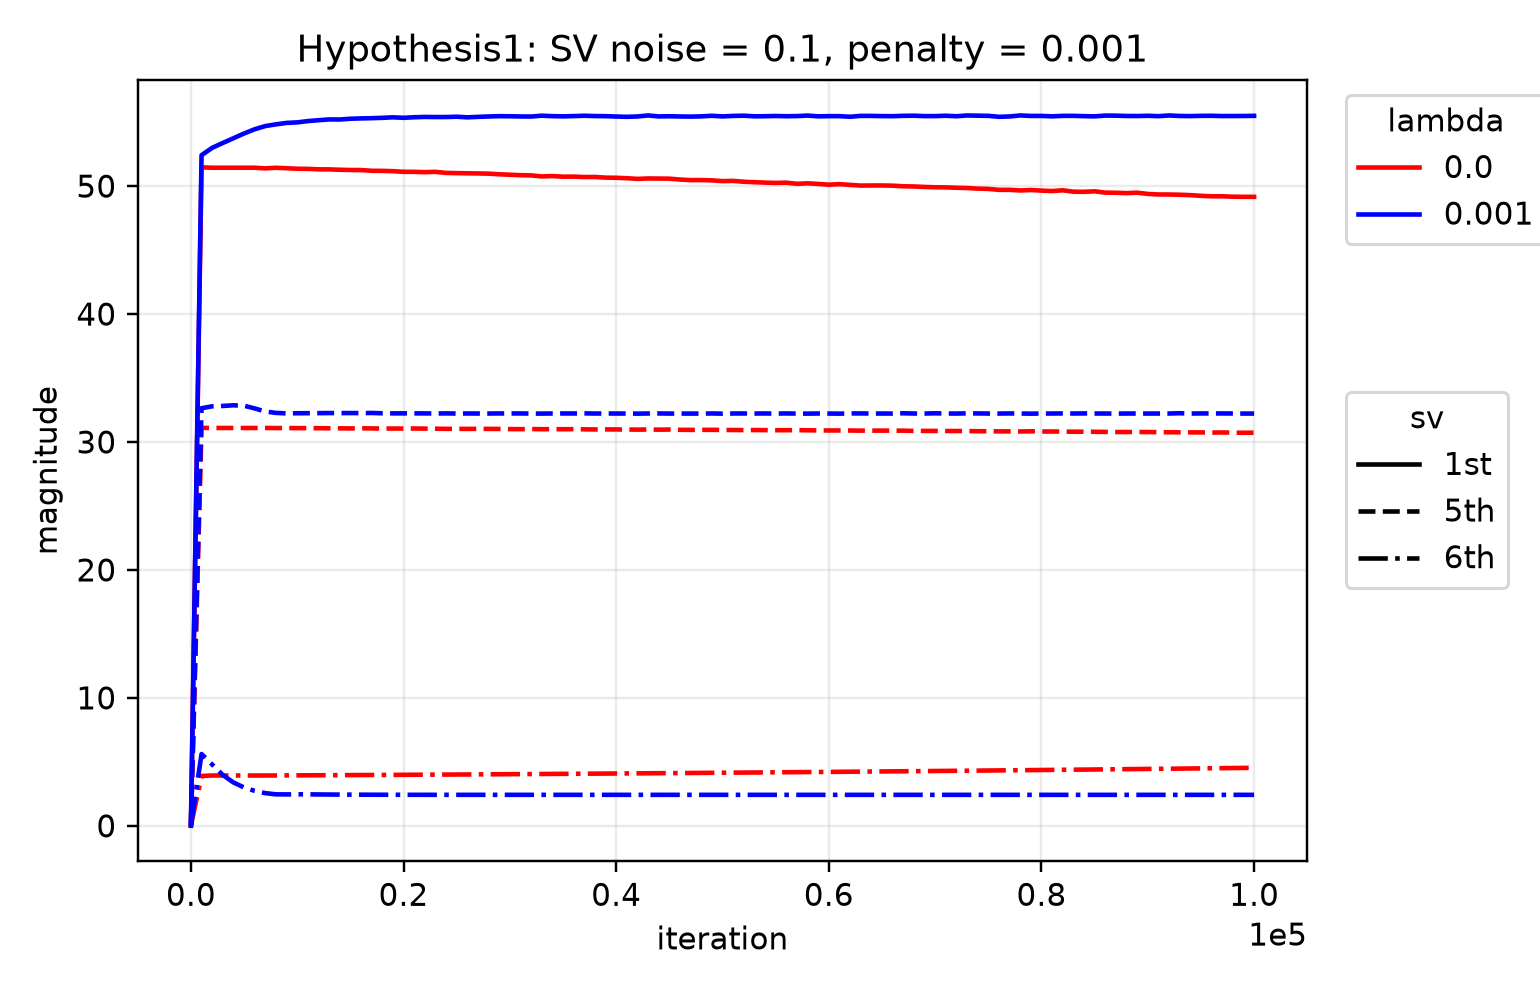 Hypothesis1: SV noise = 0.1, penalty = 0.001
magnitude
50
40
30
20
10
0
0.0 0.2 0.4 0.6 0.8 1.0
1e5
iteration
lambda
0.0
0.001
sv
1st
5th
6th